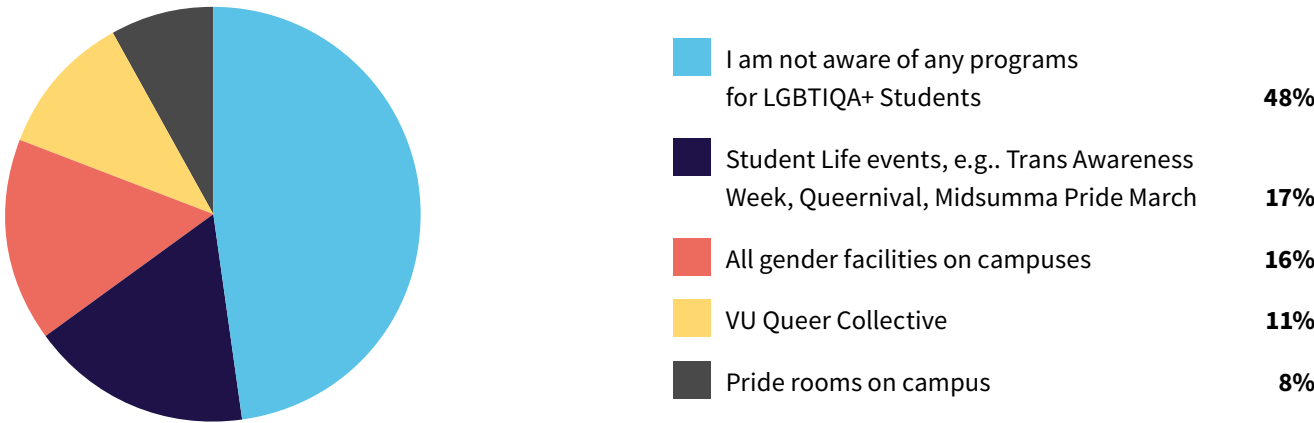 I am not aware of any programs
for LGBTIQA+ Students 48%
Student Life events, e.g.. Trans Awareness
Week, Queernival, Midsumma Pride March 17%
All gender facilities on campuses 16%
VU Queer Collective 11%
Pride rooms on campus 8%